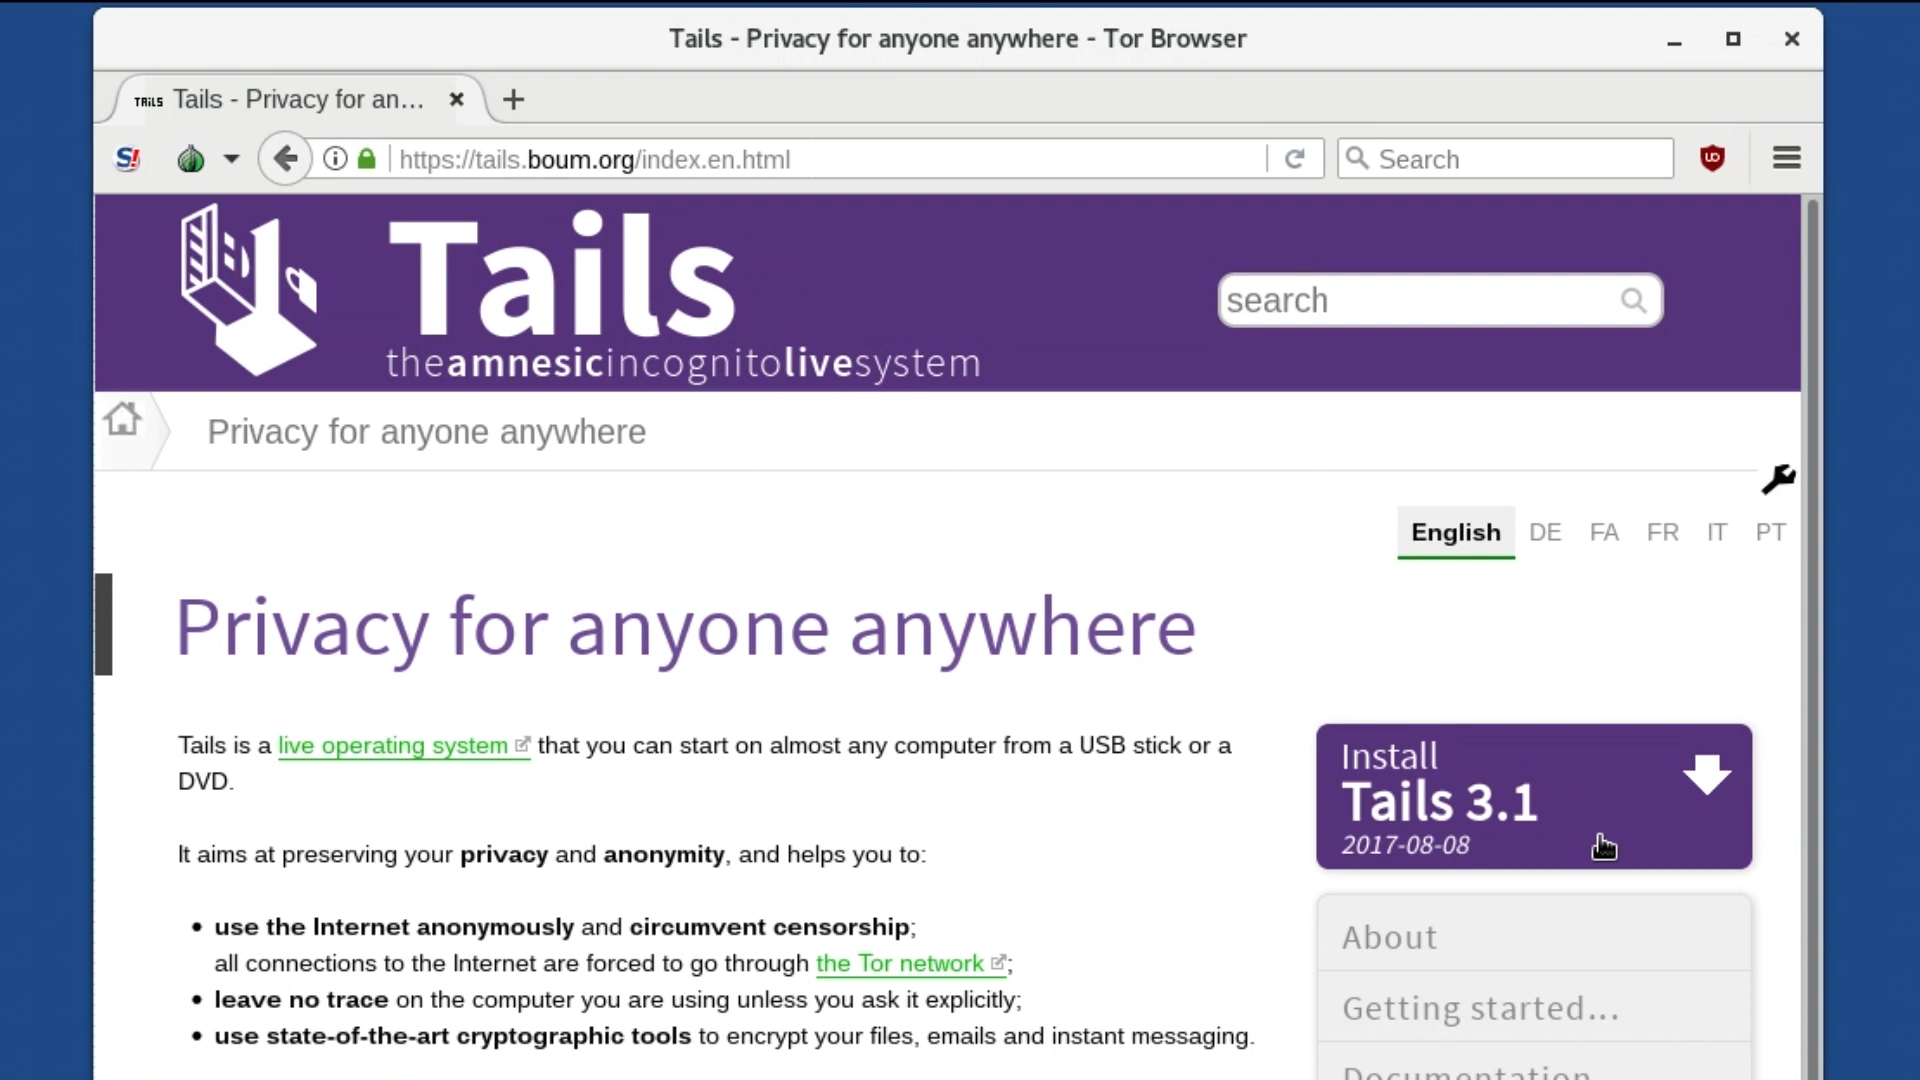 Tails - Privacy for anyone anywhere - Tor Browser
TAILS Tails - Privacy for an...
S! https://tails.boum.org/index.en.html Search
Tails
theamnesicincognitolivesystem
search
Privacy for anyone anywhere
English DE FA FR IT PT
Privacy for anyone anywhere
Tails is a live operating system that you can start on almost any computer from a USB stick or a
DVD.
It aims at preserving your privacy and anonymity, and helps you to:
• use the Internet anonymously and circumvent censorship;
all connections to the Internet are forced to go through the Tor network;
• leave no trace on the computer you are using unless you ask it explicitly;
• use state-of-the-art cryptographic tools to encrypt your files, emails and instant messaging.
Install
Tails 3.1
2017-08-08
About
Getting started...
Documentation